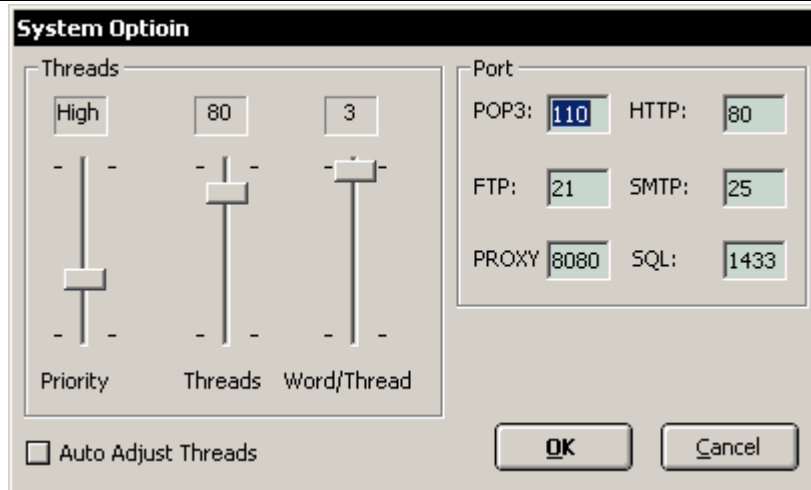 System Optioin
Threads
High 80 3
- - - - - -
- - - - - -
Priority Threads Word/Thread
Port
POP3: 110 HTTP: 80
FTP: 21 SMTP: 25
PROXY 8080 SQL: 1433
Auto Adjust Threads
OK Cancel